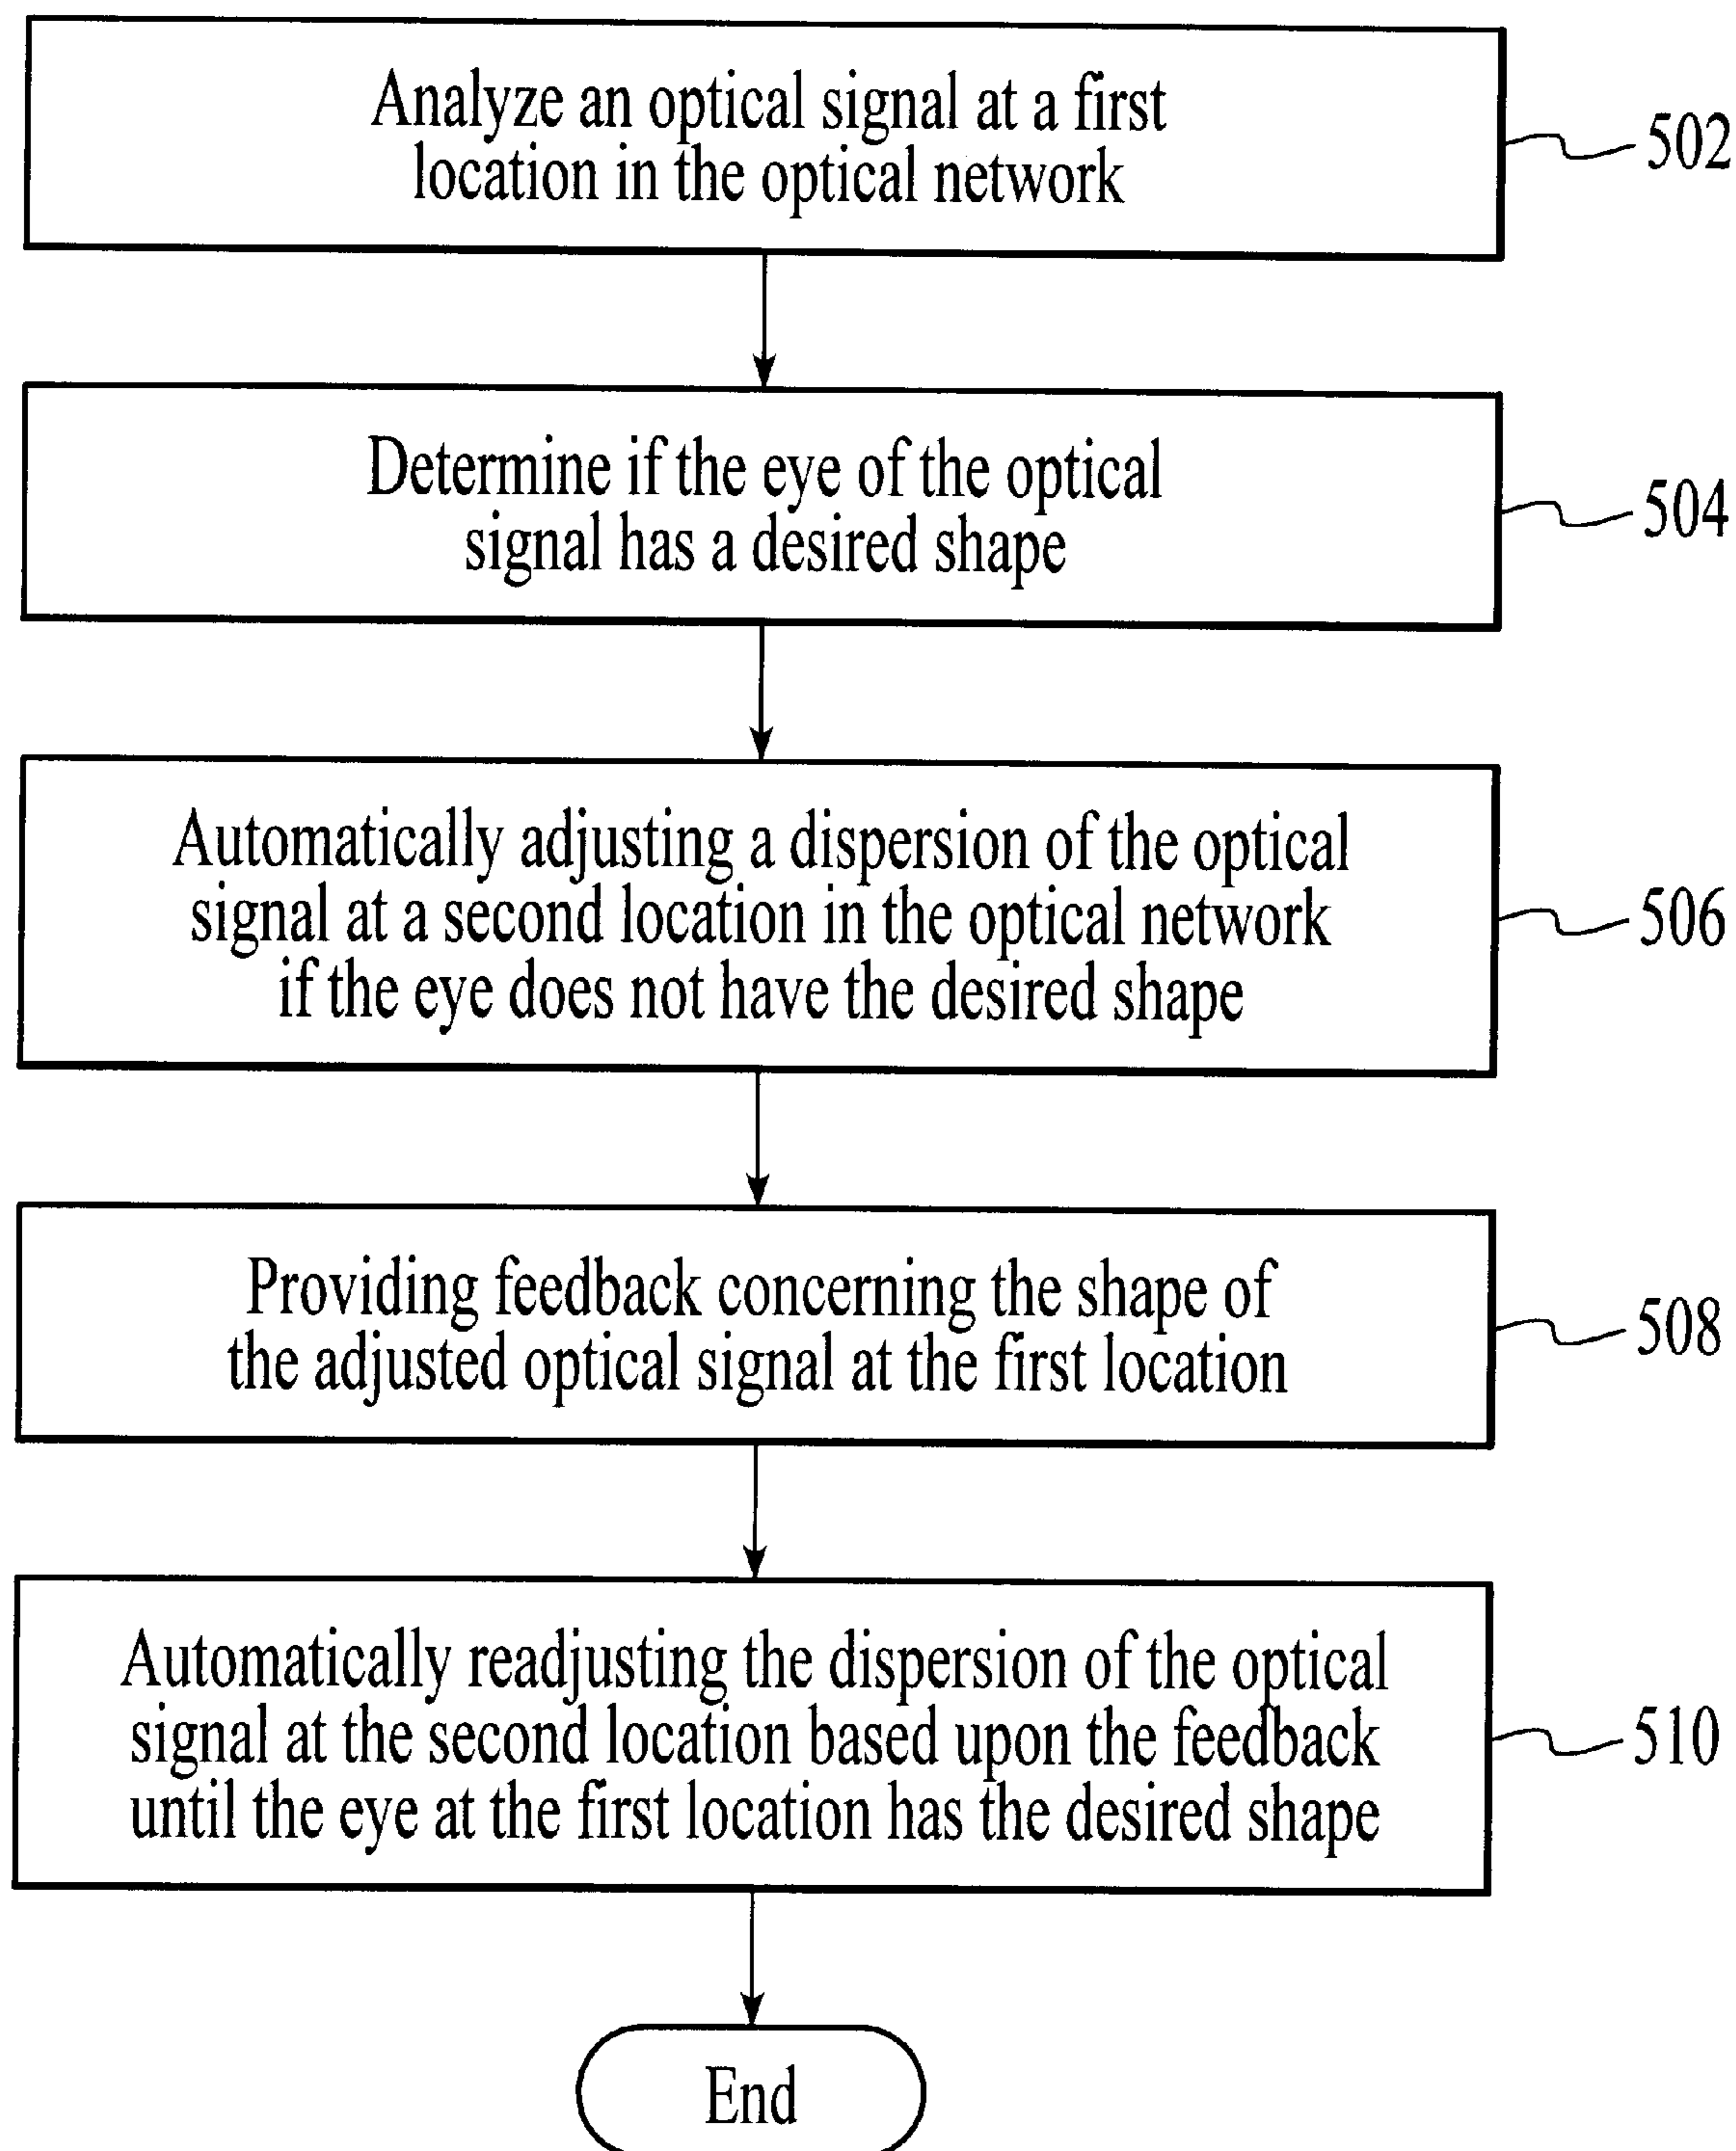 Analyze an optical signal at a first
location in the optical network
502
Determine if the eye of the optical
signal has a desired shape
504
Automatically adjusting a dispersion of the optical
signal at a second location in the optical network
if the eye does not have the desired shape
506
Providing feedback concerning the shape of
the adjusted optical signal at the first location
508
Automatically readjusting the dispersion of the optical
signal at the second location based upon the feedback
until the eye at the first location has the desired shape
510
End